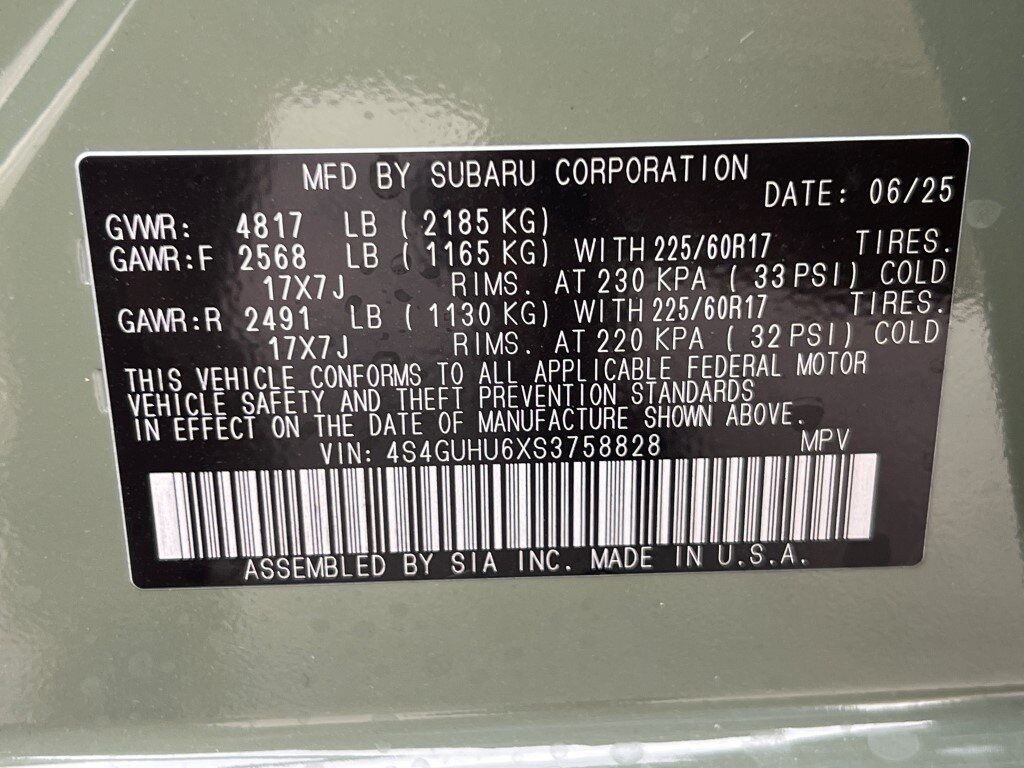 MFD BY SUBARU CORPORATION DATE: 06/25
GVWR: 4817 LB ( 2185 KG)
GAWR:F 2568 LB ( 1165 KG) WITH 225/60R17 TIRES.
17X7J RIMS. AT 230 KPA ( 33 PSI) COLD
GAWR:R 2491 LB ( 1130 KG) WITH 225/60R17 TIRES.
17X7J RIMS. AT 220 KPA ( 32 PSI) COLD
THIS VEHICLE CONFORMS TO ALL APPLICABLE FEDERAL MOTOR
VEHICLE SAFETY AND THEFT PREVENTION STANDARDS
IN EFFECT ON THE DATE OF MANUFACTURE SHOWN ABOVE.
VIN: 4S4GUHU6XS3758828 MPV
ASSEMBLED BY SIA INC. MADE IN U.S.A.